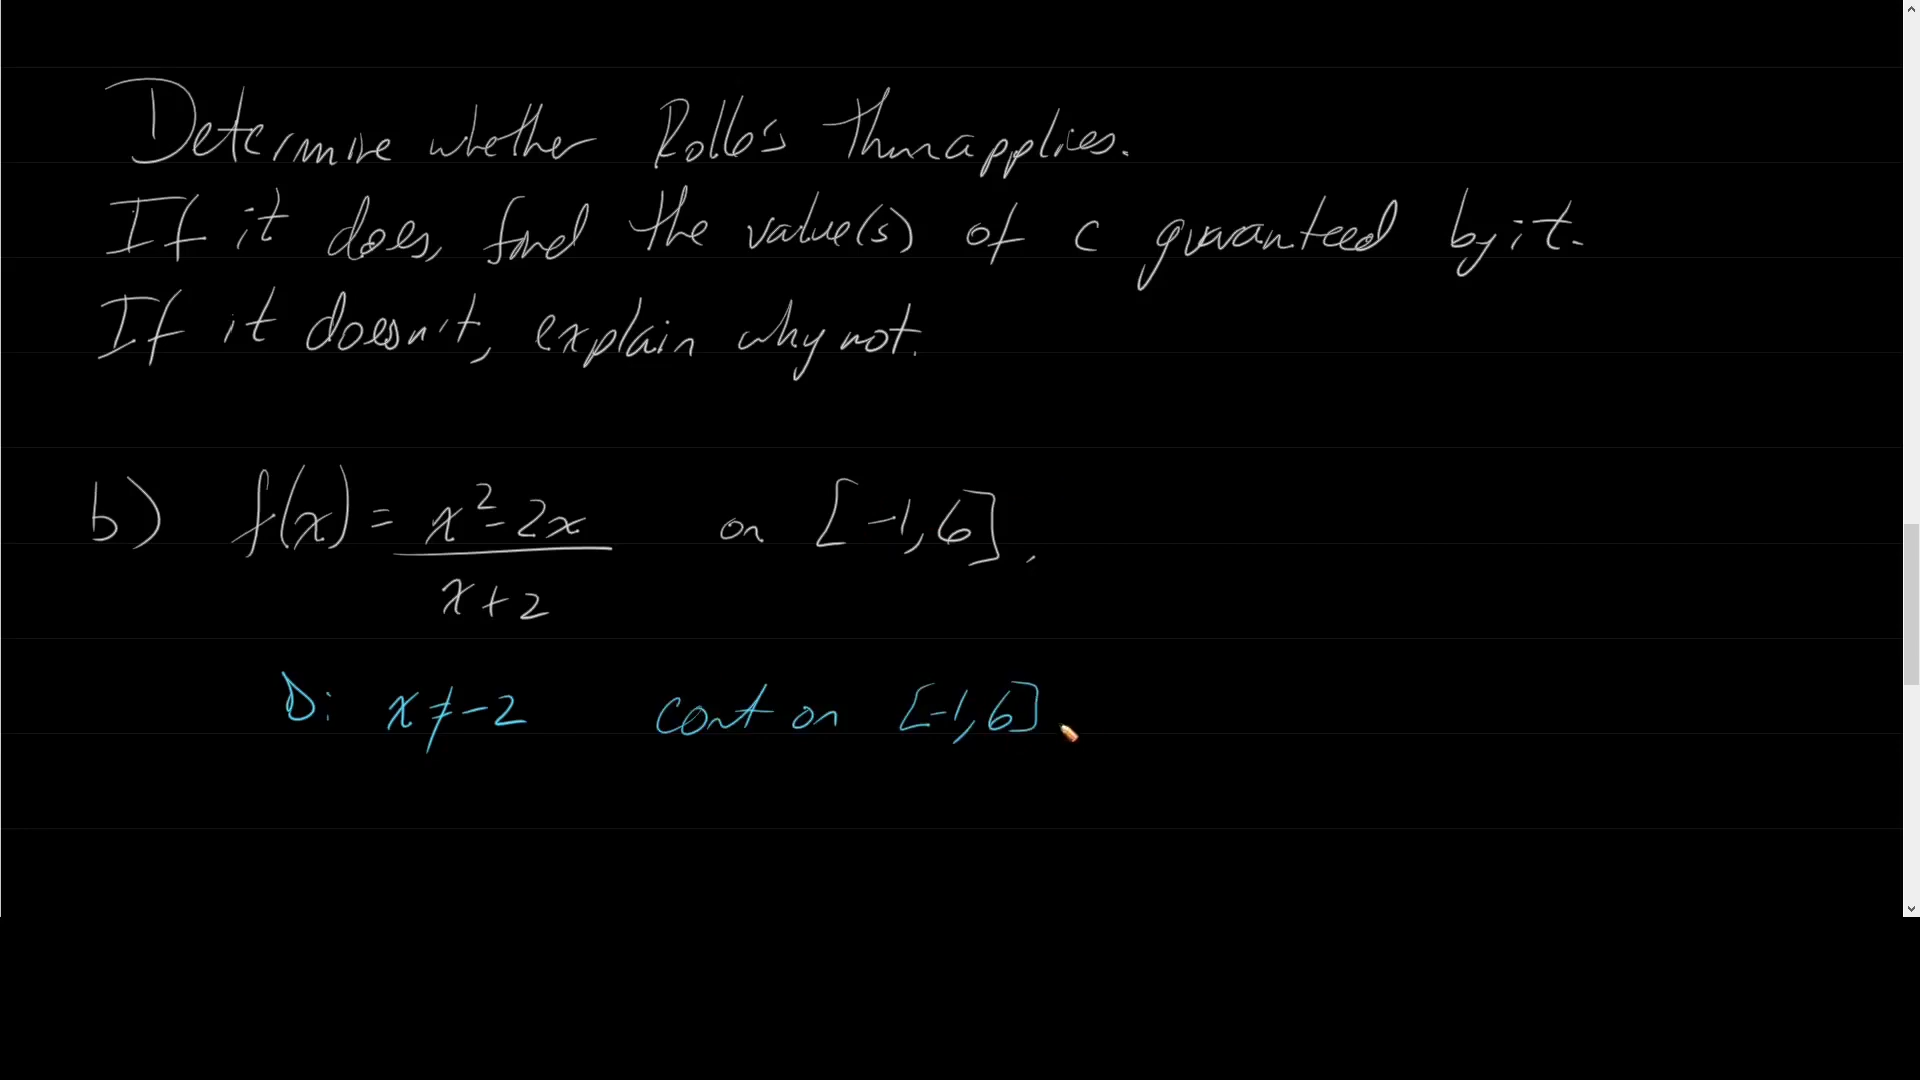 Determine whether Rolle's Thm applies.
If it does, find the value(s) of c guaranteed by it.
If it doesn't, explain why not.
b) f(x) = x²-2x / x+2 on [-1,6].
D: x≠-2 cont on [-1,6]